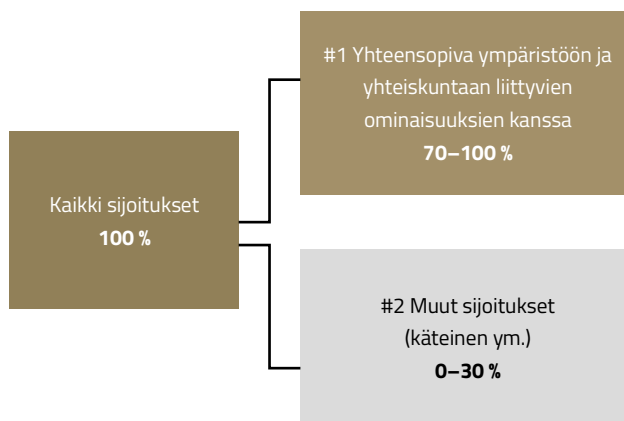 #1 Yhteensopiva ympäristöön ja
yhteiskuntaan liittyvien
ominaisuuksien kanssa
70–100 %
Kaikki sijoitukset
100 %
#2 Muut sijoitukset
(käteinen ym.)
0–30 %